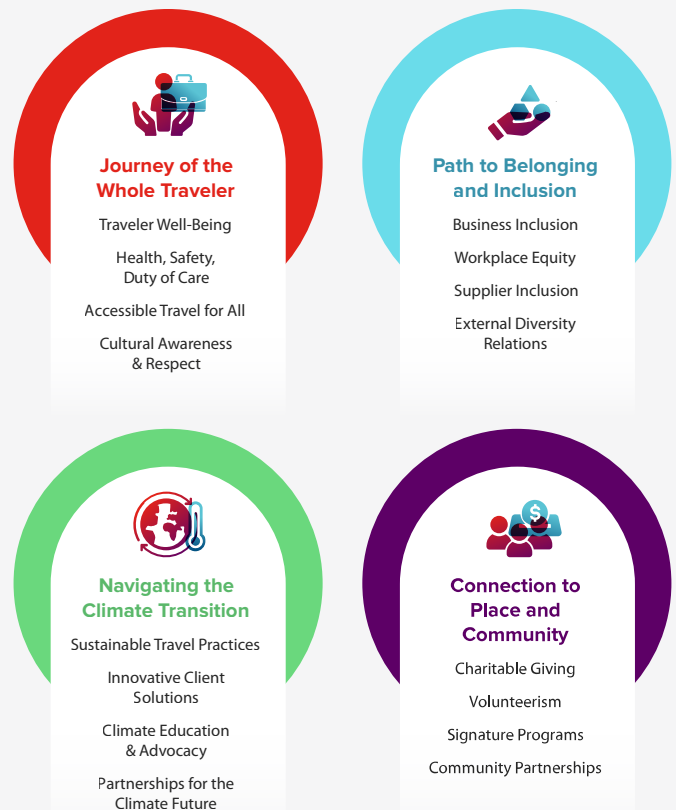 Journey of the
Whole Traveler
Traveler Well-Being
Health, Safety,
Duty of Care
Accessible Travel for All
Cultural Awareness
& Respect
Path to Belonging
and Inclusion
Business Inclusion
Workplace Equity
Supplier Inclusion
External Diversity
Relations
Navigating the
Climate Transition
Sustainable Travel Practices
Innovative Client
Solutions
Climate Education
& Advocacy
Partnerships for the
Climate Future
$
Connection to
Place and
Community
Charitable Giving
Volunteerism
Signature Programs
Community Partnerships